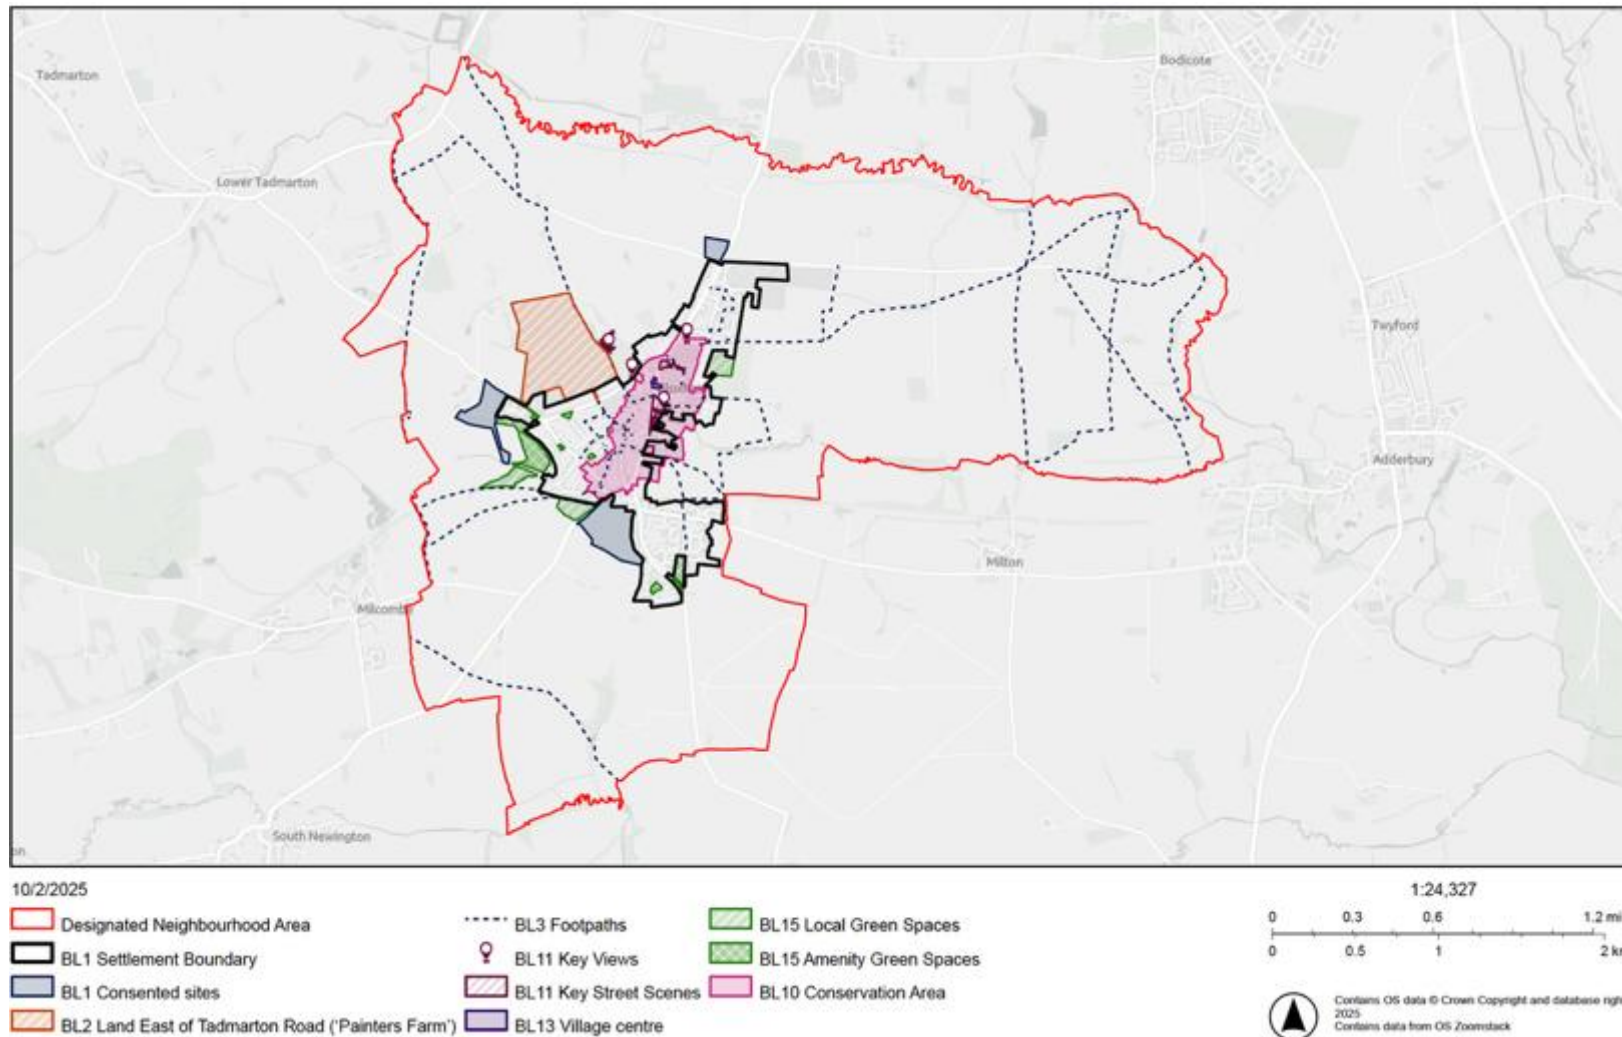 Tadmarton
Bodicote
Lower Tadmarton
Twyford
Adderbury
Milton
South Newington
10/2/2025
1:24,327
Designated Neighbourhood Area
BL1 Settlement Boundary
BL1 Consented sites
BL2 Land East of Tadmarton Road ('Painters Farm')
BL3 Footpaths
BL11 Key Views
BL11 Key Street Scenes
BL13 Village centre
BL15 Local Green Spaces
BL15 Amenity Green Spaces
BL10 Conservation Area
0 0.3 0.6 1.2 mi
0 0.5 1 2 k
Contains OS data © Crown Copyright and database righ
2025
Contains data from OS Zoomstack